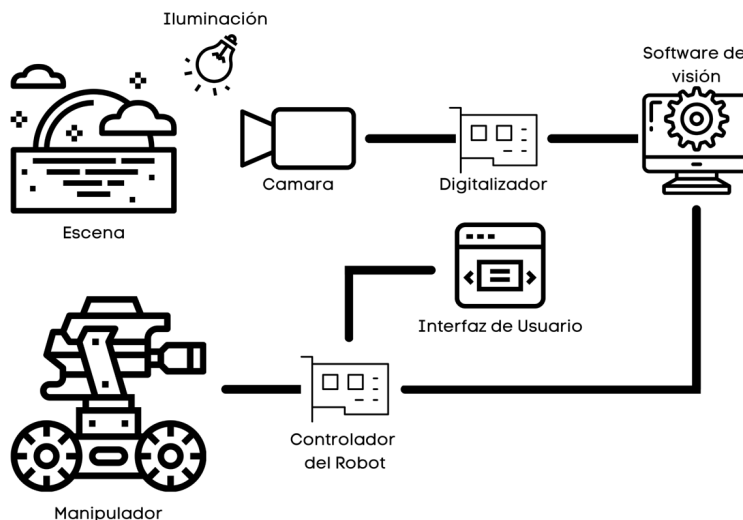 Iluminación
Software de
visión
Camara
Digitalizador
Escena
Interfaz de Usuario
Controlador
del Robot
Manipulador